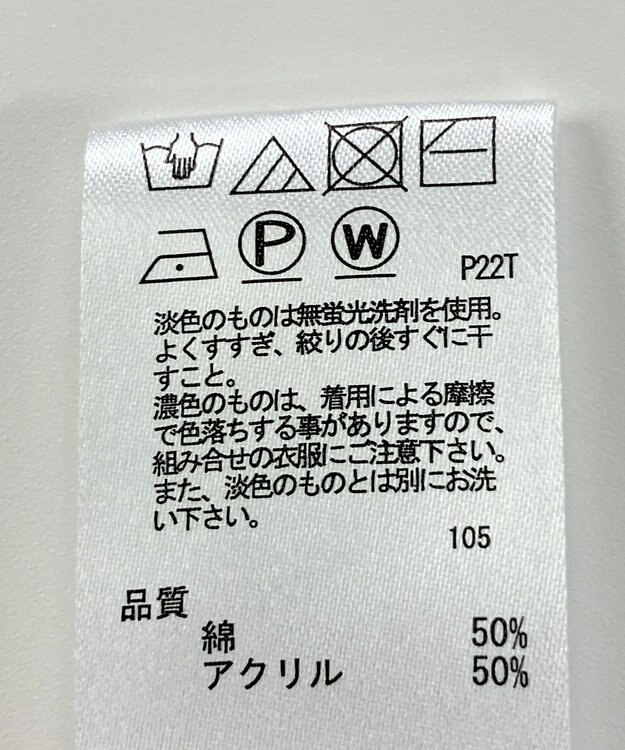 P W P22T
淡色のものは無蛍光洗剤を使用。
よくすすぎ、絞りの後すぐに干
すこと。
濃色のものは、着用による摩擦
で色落ちする事がありますので、
組み合せの衣服にご注意下さい。
また、淡色のものとは別にお洗
い下さい。
105
品質
綿 50%
アクリル 50%